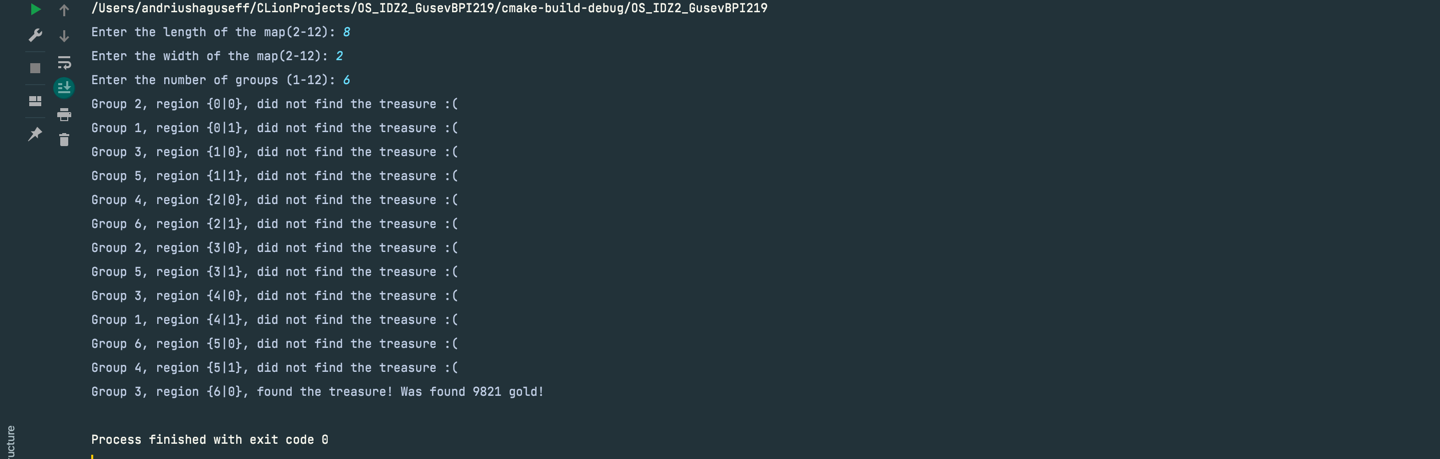 /Users/andriushaguseff/CLionProjects/OS_IDZ2_GusevBPI219/cmake-build-debug/OS_IDZ2_GusevBPI219
Enter the length of the map(2-12): 8
Enter the width of the map(2-12): 2
Enter the number of groups (1-12): 6
Group 2, region {0|0}, did not find the treasure :(
Group 1, region {0|1}, did not find the treasure :(
Group 3, region {1|0}, did not find the treasure :(
Group 5, region {1|1}, did not find the treasure :(
Group 4, region {2|0}, did not find the treasure :(
Group 6, region {2|1}, did not find the treasure :(
Group 2, region {3|0}, did not find the treasure :(
Group 5, region {3|1}, did not find the treasure :(
Group 3, region {4|0}, did not find the treasure :(
Group 1, region {4|1}, did not find the treasure :(
Group 6, region {5|0}, did not find the treasure :(
Group 4, region {5|1}, did not find the treasure :(
Group 3, region {6|0}, found the treasure! Was found 9821 gold!
Process finished with exit code 0
ucture